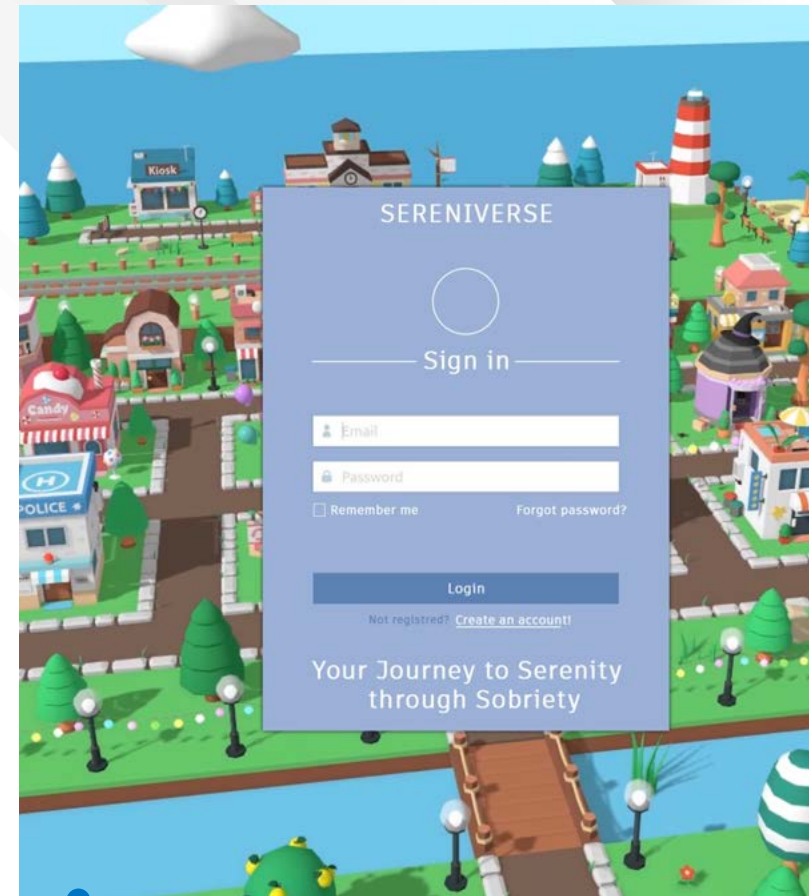 Kiosk
SERENIVERSE
Sign in
Candy
Email
Password
POLICE
H
Remember me
Forgot password?
Login
Not registred? Create an account!
Your Journey to Serenity
through Sobriety